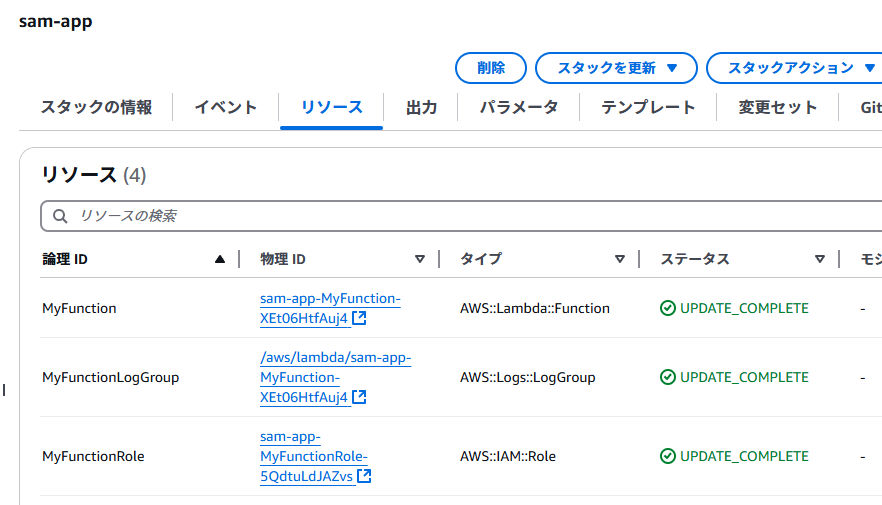 sam-app
削除
スタックを更新
スタックアクション
スタックの情報
イベント
リソース
出力
パラメータ
テンプレート
変更セット
Git
リソース (4)
リソースの検索
論理 ID
物理 ID
タイプ
ステータス
モジ
MyFunction
sam-app-MyFunction-
XEt06HtfAuj4
AWS::Lambda::Function
UPDATE_COMPLETE
-
MyFunctionLogGroup
/aws/lambda/sam-app-
MyFunction-
XEt06HtfAuj4
AWS::Logs::LogGroup
UPDATE_COMPLETE
-
MyFunctionRole
sam-app-
MyFunctionRole-
5QdtuLdJAZvs
AWS::IAM::Role
UPDATE_COMPLETE
-